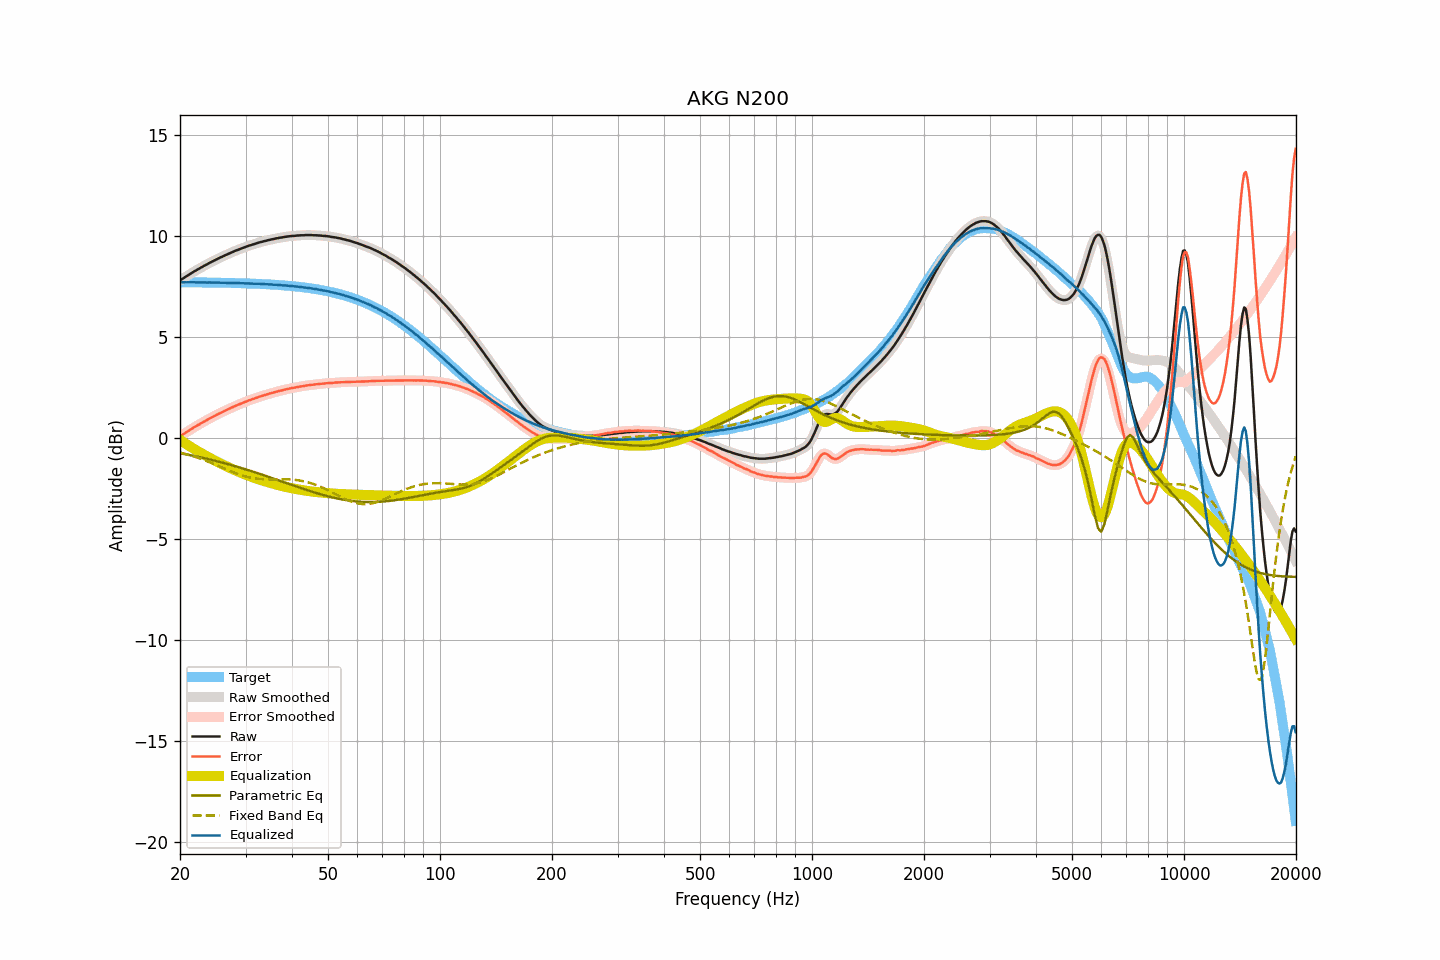 AKG N200
15
10
5
0
−5
−10
−15
−20
Amplitude (dBr)
Target
Raw Smoothed
Error Smoothed
Raw
Error
Equalization
Parametric Eq
Fixed Band Eq
Equalized
20 50 100 200 500 1000 2000 5000 10000 20000
Frequency (Hz)